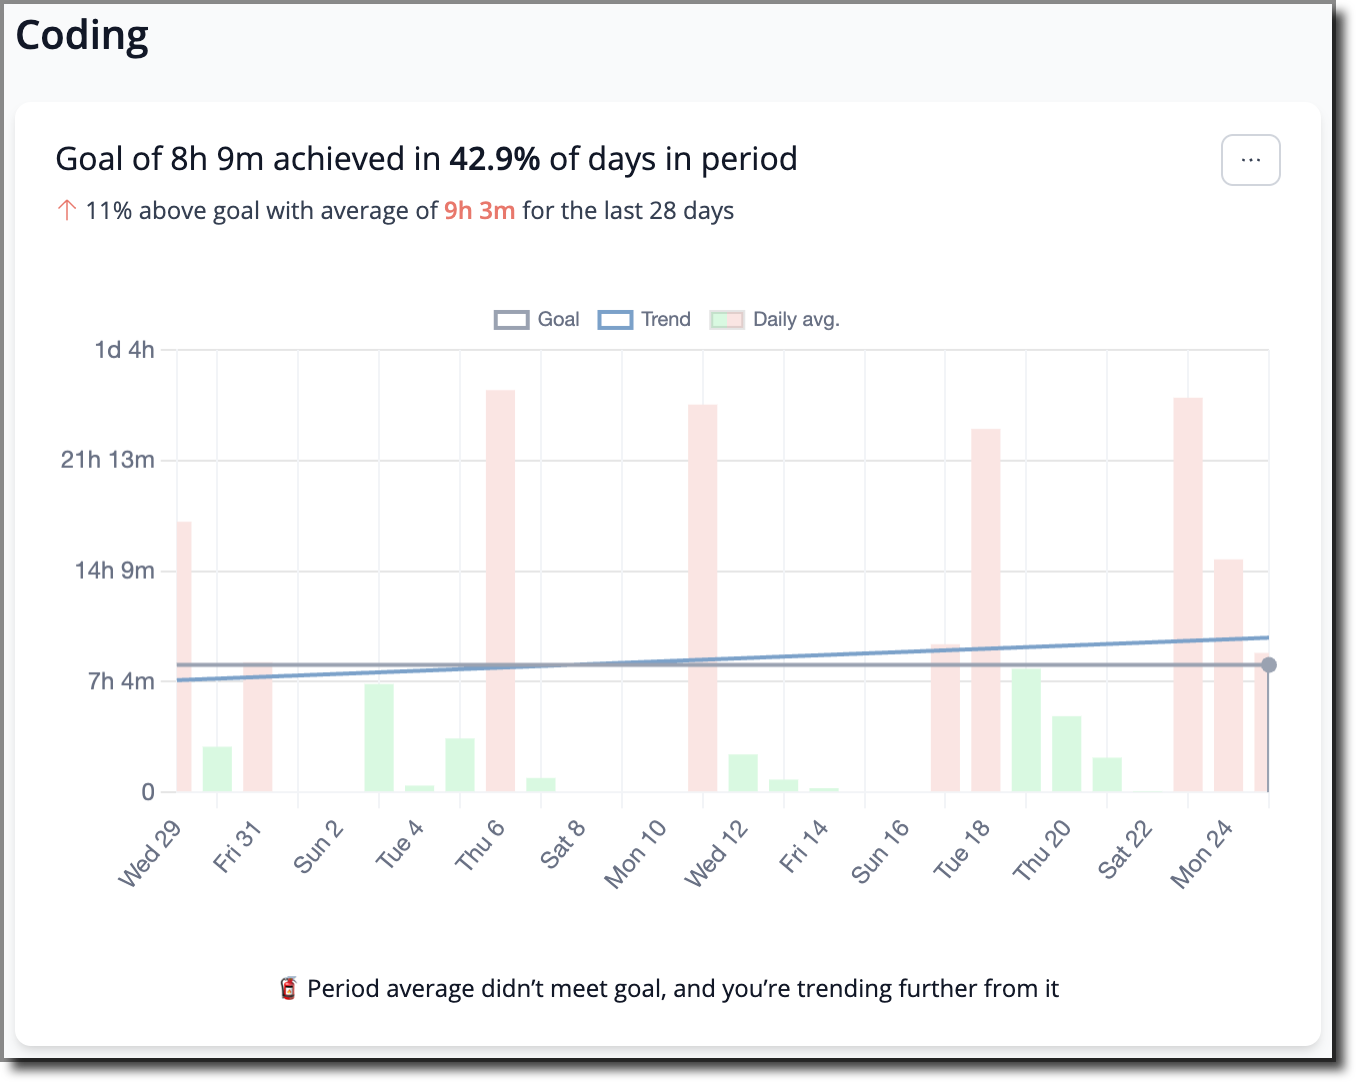 Coding
Goal of 8h 9m achieved in 42.9% of days in period
...
↑ 11% above goal with average of 9h 3m for the last 28 days
Goal Trend Daily avg.
1d 4h
21h 13m
14h 9m
7h 4m
0
Wed 29 Fri 31 Sun 2 Tue 4 Thu 6 Sat 8 Mon 10 Wed 12 Fri 14 Sun 16 Tue 18 Thu 20 Sat 22 Mon 24
🧯 Period average didn’t meet goal, and you’re trending further from it